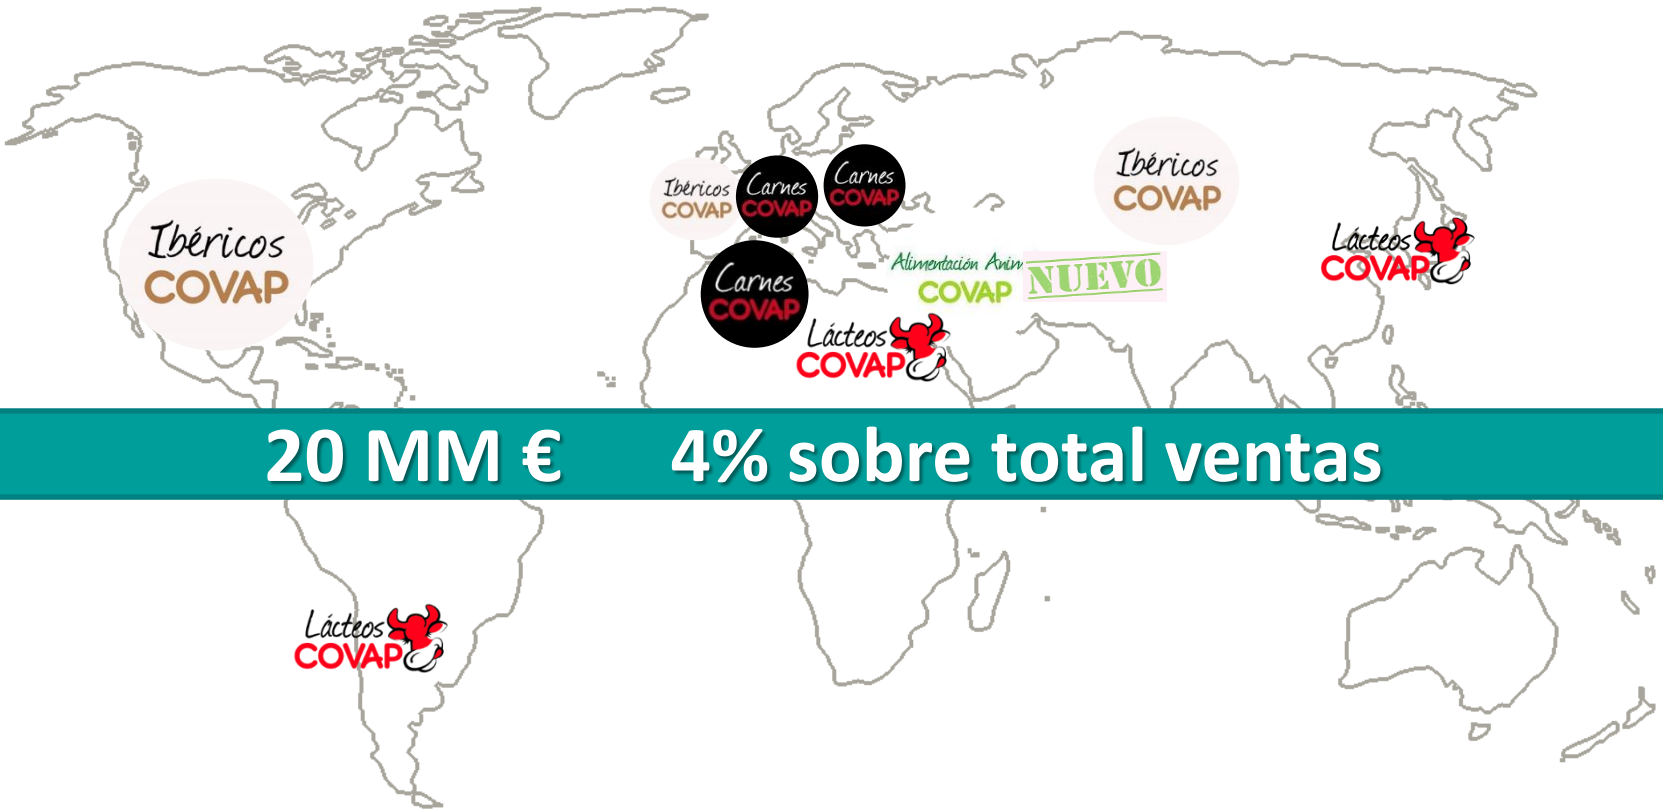 Ibéricos
COVAP
Ibéricos
COVAP
Carnes
COVAP
Carnes
COVAP
Ibéricos
COVAP
Carnes
COVAP
Alimentación Anim
COVAP
NUEVO
Lácteos
COVAP
Lácteos
COVAP
20 MM € 4% sobre total ventas
Lácteos
COVAP